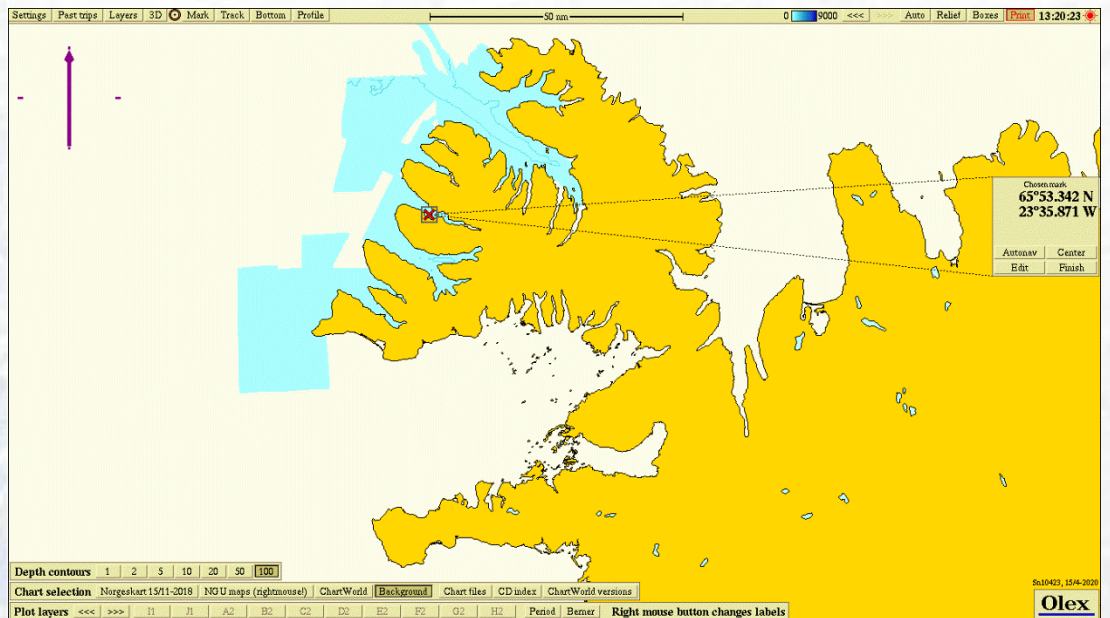 Settings Past trips Layers 3D Mark Track Bottom Profile 50 nm 0 9000 <<< >>> Auto Relief Boxes Print 13:20:23
Chosen mark
65°53.342 N
23°35.871 W
Autonav Center
Edit Finish
Depth contours 1 2 5 10 20 50 100
Sn10423, 15/4-2020
Chart selection Norgeskart 15/11-2018 NGU maps (rightmouse!) ChartWorld Background Chart files CD index ChartWorld versions
Olex
Plot layers <<< >>> I1 J1 A2 B2 C2 D2 E2 F2 G2 H2 Period Bemer Right mouse button changes labels